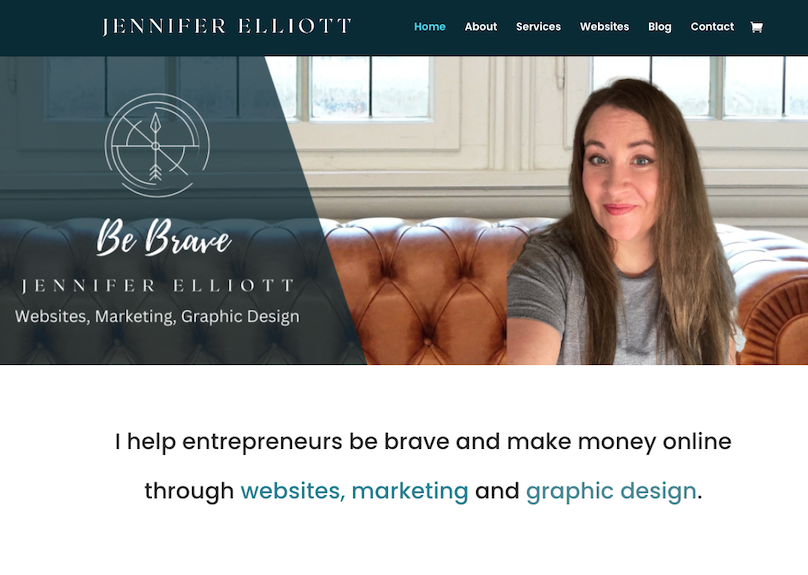 JENNIFER ELLIOTT
Home About Services Websites Blog Contact
Be Brave
JENNIFER ELLIOTT
Websites, Marketing, Graphic Design
I help entrepreneurs be brave and make money online
through websites, marketing and graphic design.